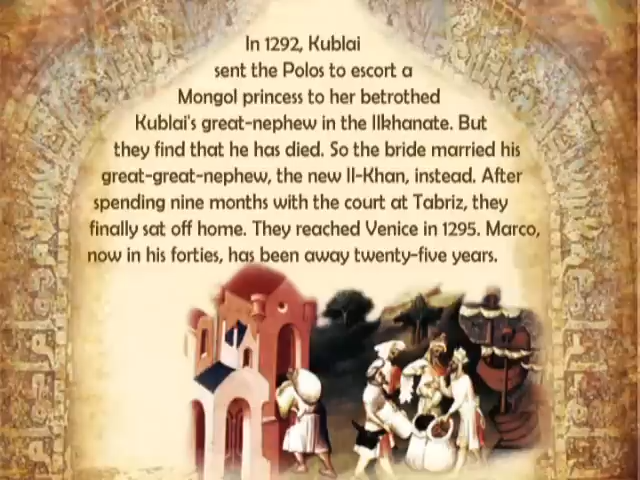 In 1292, Kublai
sent the Polos to escort a
Mongol princess to her betrothed
Kublai's great-nephew in the Ilkhanate. But
they find that he has died. So the bride married his
great-great-nephew, the new Il-Khan, instead. After
spending nine months with the court at Tabriz, they
finally sat off home. They reached Venice in 1295. Marco,
now in his forties, has been away twenty-five years.